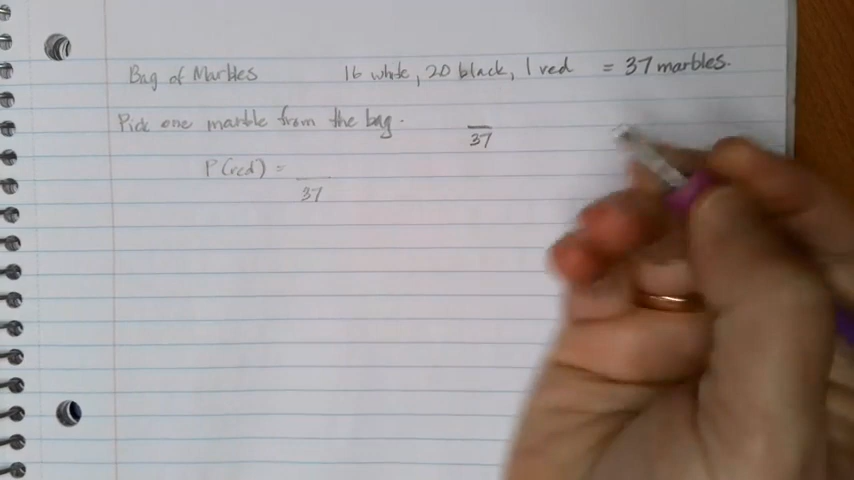 Bag of Marbles 16 white, 20 black, 1 red = 37 marbles.
Pick one marble from the bag. — 37
P(red) = — 37